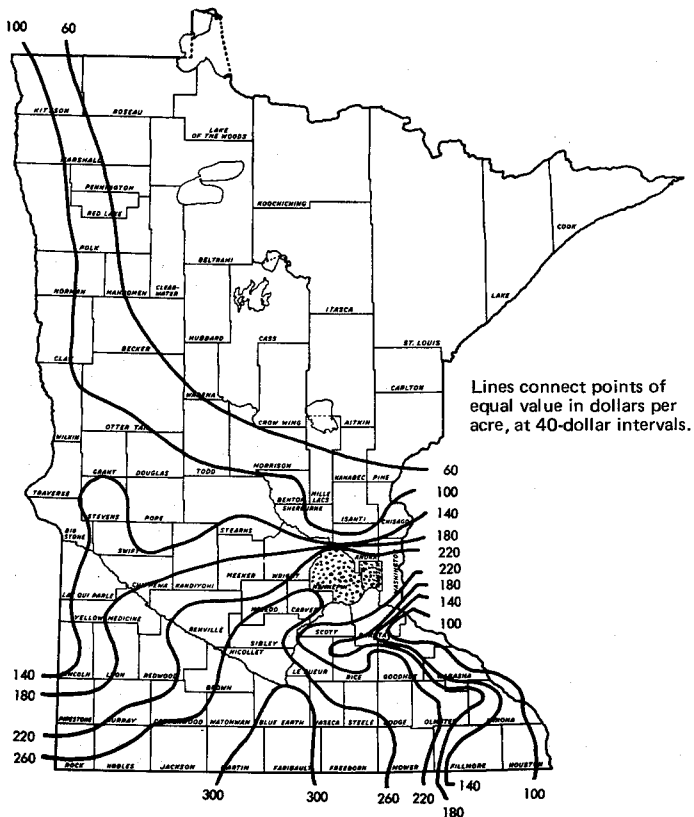 100 60
KITTSON
ROSEAU
LAKE
OF THE WOODS
MARSHALL
PENNINGTON
RED LAKE
KOOCHICHING
COOK
POLK
BELTRAMI
NORMAN
MAHNOMEN
CLEAR-
WATER
LAKE
ITASCA
HUBBARD
CASS
ST. LOUIS
CLAY
BECKER
CARLTON
Lines connect points of
equal value in dollars per
acre, at 40-dollar intervals.
WADENA
CROW WING
AITKIN
OTTER TAIL
WILKIN
60
GRANT
DOUGLAS
TODD
MORRISON
KANABEC
PINE
MILLE
LACS
100
TRAVERSE
BENTON
SHERBURNE
STEVENS
POPE
ISANTI
CHISAGO
140
BIG
STONE
STEARNS
180
SWIFT
220
ANOKA
220
MEEKER
WRIGHT
HENNEPIN
WASHINGTON
180
CHIPPEWA
KANDIYOHI
LAC QUI PARLE
MCLEOD
CARVER
140
YELLOW MEDICINE
RENVILLE
SCOTT
DAKOTA
100
SIBLEY
NICOLLET
LE SUEUR
RICE
GOODHUE
WABASHA
140
LINCOLN
LYON
REDWOOD
180
BROWN
PIPESTONE
MURRAY
COTTONWOOD
WATONWAN
BLUE EARTH
WASECA
STEELE
DODGE
OLMSTED
WINONA
220
260
ROCK
NOBLES
JACKSON
MARTIN
FARIBAULT
FREEBORN
MOWER
FILLMORE
HOUSTON
300
300
260
220
140
100
180